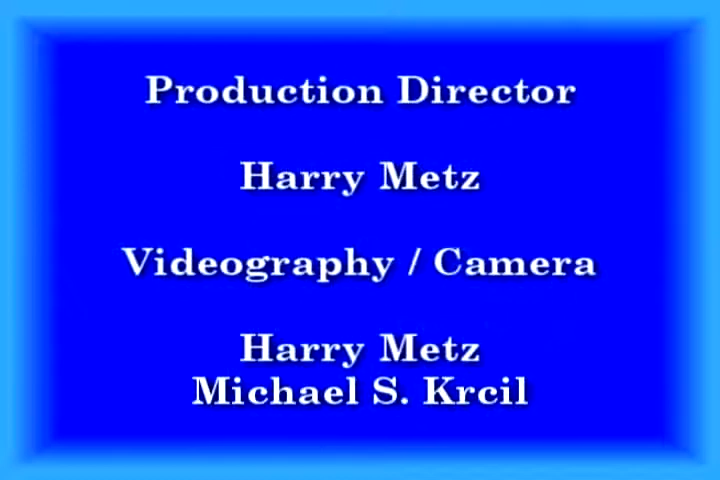 Production Director
Harry Metz
Videography / Camera
Harry Metz
Michael S. Krcil